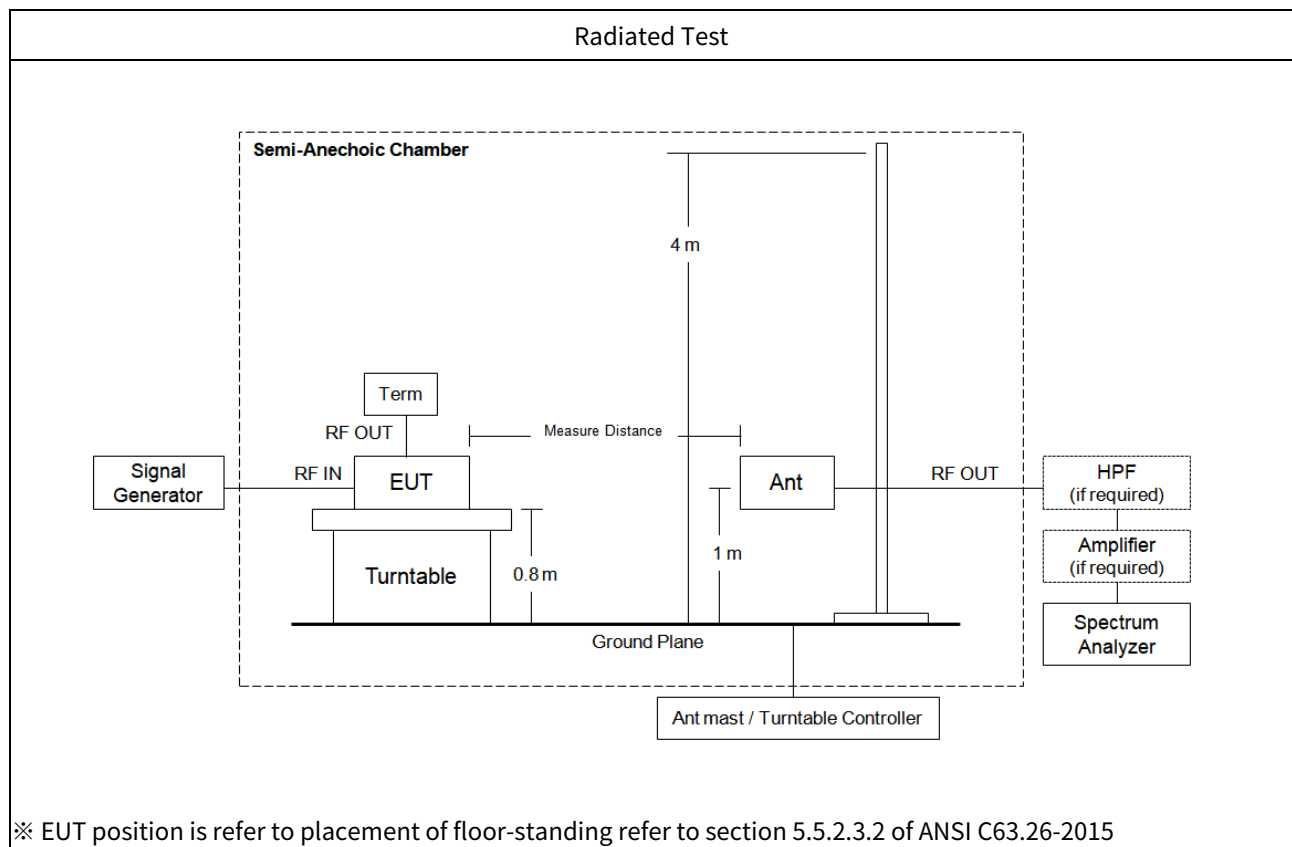 Radiated Test
Semi-Anechoic Chamber
4 m
Term
RF OUT
Measure Distance
Signal
Generator
RF IN
EUT
Ant
RF OUT
HPF
(if required)
1 m
Amplifier
(if required)
Turntable
0.8 m
Spectrum
Analyzer
Ground Plane
Ant mast / Turntable Controller
※ EUT position is refer to placement of floor-standing refer to section 5.5.2.3.2 of ANSI C63.26-2015